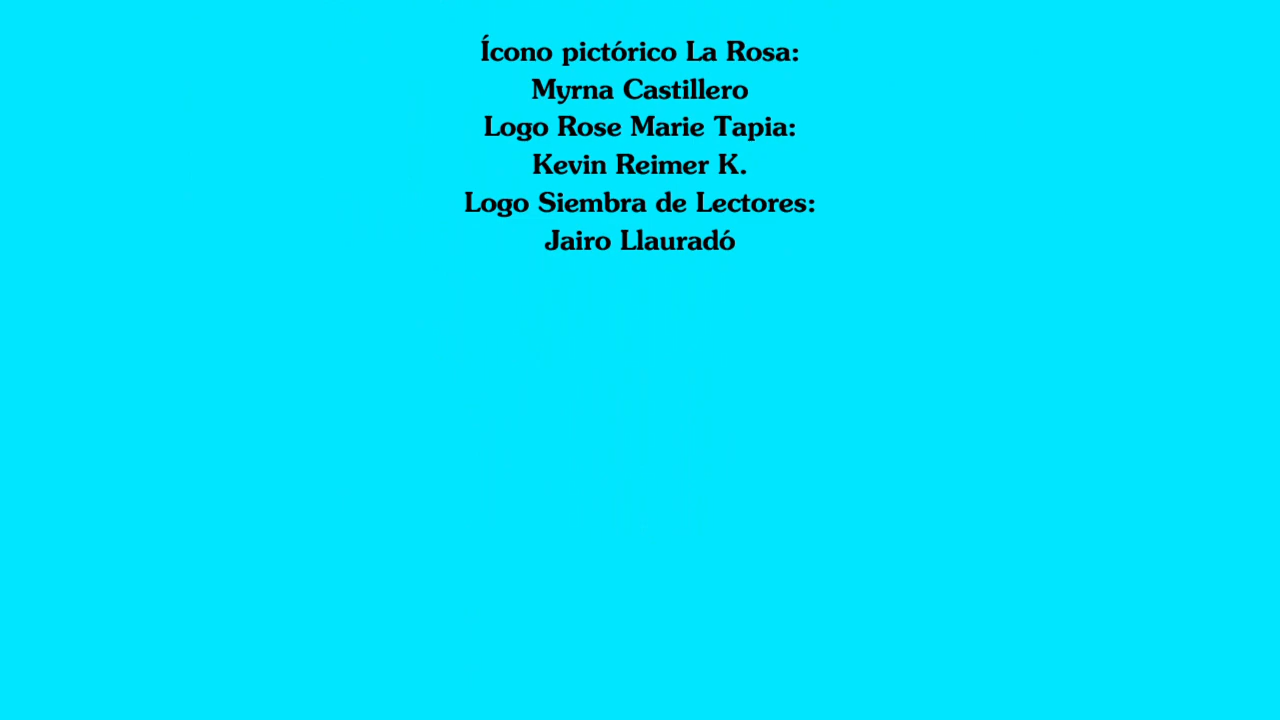 Ícono pictórico La Rosa:
Myrna Castillero
Logo Rose Marie Tapia:
Kevin Reimer K.
Logo Siembra de Lectores:
Jairo Llauradó